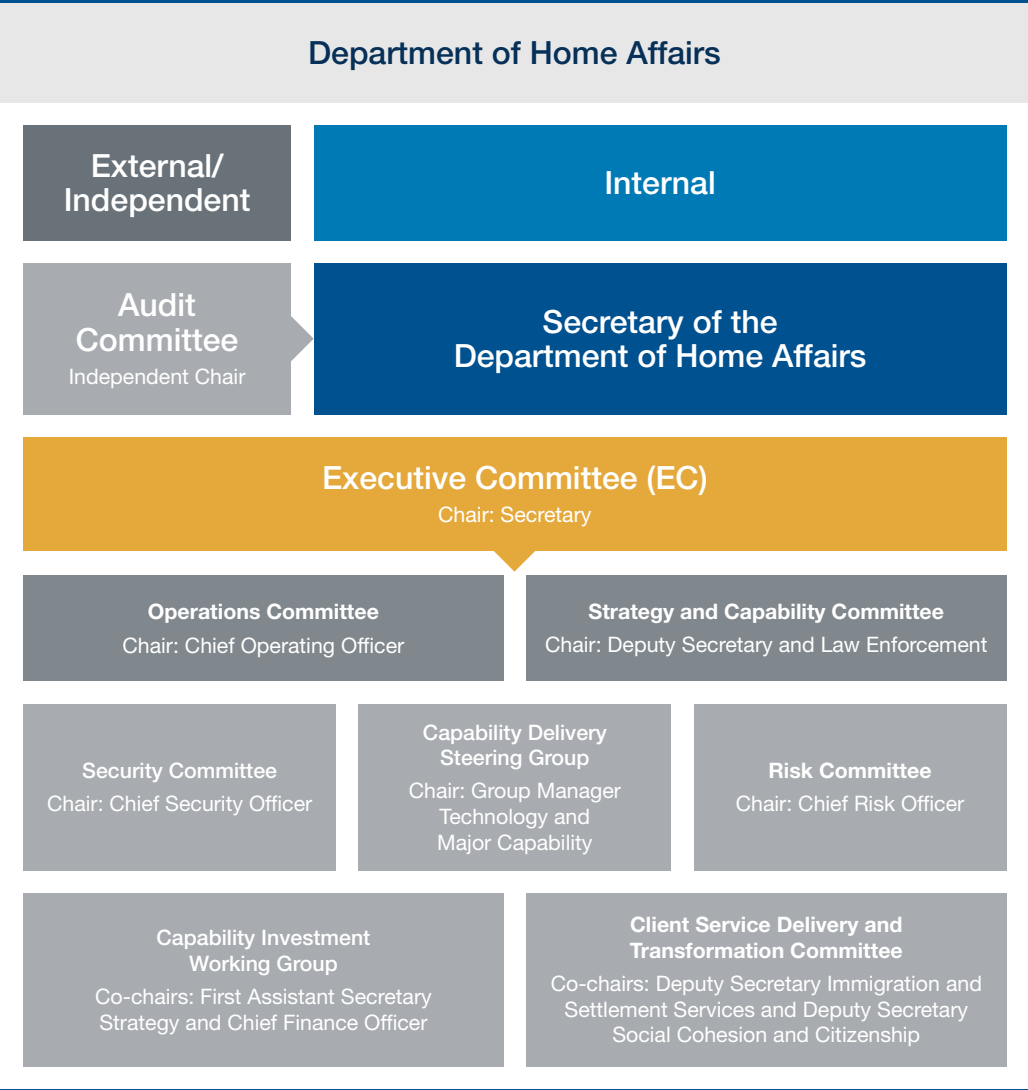 Department of Home Affairs
External/
Independent
Internal
Audit
Committee
Independent Chair
Secretary of the
Department of Home Affairs
Executive Committee (EC)
Chair: Secretary
Operations Committee
Chair: Chief Operating Officer
Strategy and Capability Committee
Chair: Deputy Secretary and Law Enforcement
Security Committee
Chair: Chief Security Officer
Capability Delivery
Steering Group
Chair: Group Manager
Technology and
Major Capability
Risk Committee
Chair: Chief Risk Officer
Capability Investment
Working Group
Co-chairs: First Assistant Secretary
Strategy and Chief Finance Officer
Client Service Delivery and
Transformation Committee
Co-chairs: Deputy Secretary Immigration and
Settlement Services and Deputy Secretary
Social Cohesion and Citizenship